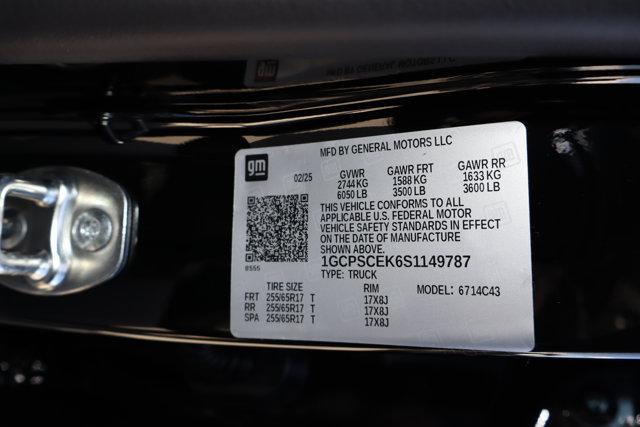 gm
MFD BY GENERAL MOTORS LLC
02/25
GVWR GAWR FRT GAWR RR
2744 KG 1588 KG 1633 KG
6050 LB 3500 LB 3600 LB
THIS VEHICLE CONFORMS TO ALL
APPLICABLE U.S. FEDERAL MOTOR
VEHICLE SAFETY STANDARDS IN EFFECT
ON THE DATE OF MANUFACTURE
SHOWN ABOVE.
1GCPSCEK6S1149787
8555
TYPE: TRUCK
TIRE SIZE RIM MODEL: 6714C43
FRT 255/65R17 T 17X8J
RR 255/65R17 T 17X8J
SPA 255/65R17 T 17X8J